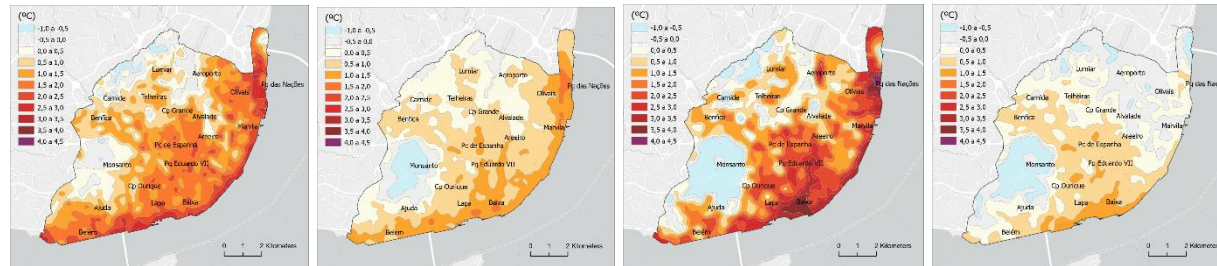 (ºC)
-1,0 a -0,5
-0,5 a 0,0
0,0 a 0,5
0,5 a 1,0
1,0 a 1,5
1,5 a 2,0
2,0 a 2,5
2,5 a 3,0
3,0 a 3,5
3,5 a 4,0
4,0 a 4,5
Lumiar
Aeroporto
Pq das Nações
Carnide
Telheiras
Olivais
Cp Grande
Benfica
Alvalade
Marvila
Areeiro
Pc de Espanha
Monsanto
Pq Eduardo VII
Cp Ourique
Ajuda
Lapa
Baixa
Belém
0 1 2 Kilometers
(ºC)
-1,0 a -0,5
-0,5 a 0,0
0,0 a 0,5
0,5 a 1,0
1,0 a 1,5
1,5 a 2,0
2,0 a 2,5
2,5 a 3,0
3,0 a 3,5
3,5 a 4,0
4,0 a 4,5
Lumiar
Aeroporto
Pq das Nações
Carnide
Telheiras
Olivais
Cp Grande
Benfica
Alvalade
Marvila
Areeiro
Pc de Espanha
Monsanto
Pq Eduardo VII
Cp Ourique
Ajuda
Lapa
Baixa
Belém
0 1 2 Kilometers
(ºC)
-1,0 a -0,5
-0,5 a 0,0
0,0 a 0,5
0,5 a 1,0
1,0 a 1,5
1,5 a 2,0
2,0 a 2,5
2,5 a 3,0
3,0 a 3,5
3,5 a 4,0
4,0 a 4,5
Lumiar
Aeroporto
Pq das Nações
Carnide
Telheiras
Olivais
Cp Grande
Benfica
Alvalade
Marvila
Areeiro
Pc de Espanha
Monsanto
Pq Eduardo VII
Cp Ourique
Ajuda
Lapa
Baixa
Belém
0 1 2 Kilometers
(ºC)
-1,0 a -0,5
-0,5 a 0,0
0,0 a 0,5
0,5 a 1,0
1,0 a 1,5
1,5 a 2,0
2,0 a 2,5
2,5 a 3,0
3,0 a 3,5
3,5 a 4,0
4,0 a 4,5
Lumiar
Aeroporto
Pq das Nações
Carnide
Telheiras
Olivais
Cp Grande
Benfica
Alvalade
Marvila
Areeiro
Pc de Espanha
Monsanto
Pq Eduardo VII
Cp Ourique
Ajuda
Lapa
Baixa
Belém
0 1 2 Kilometers